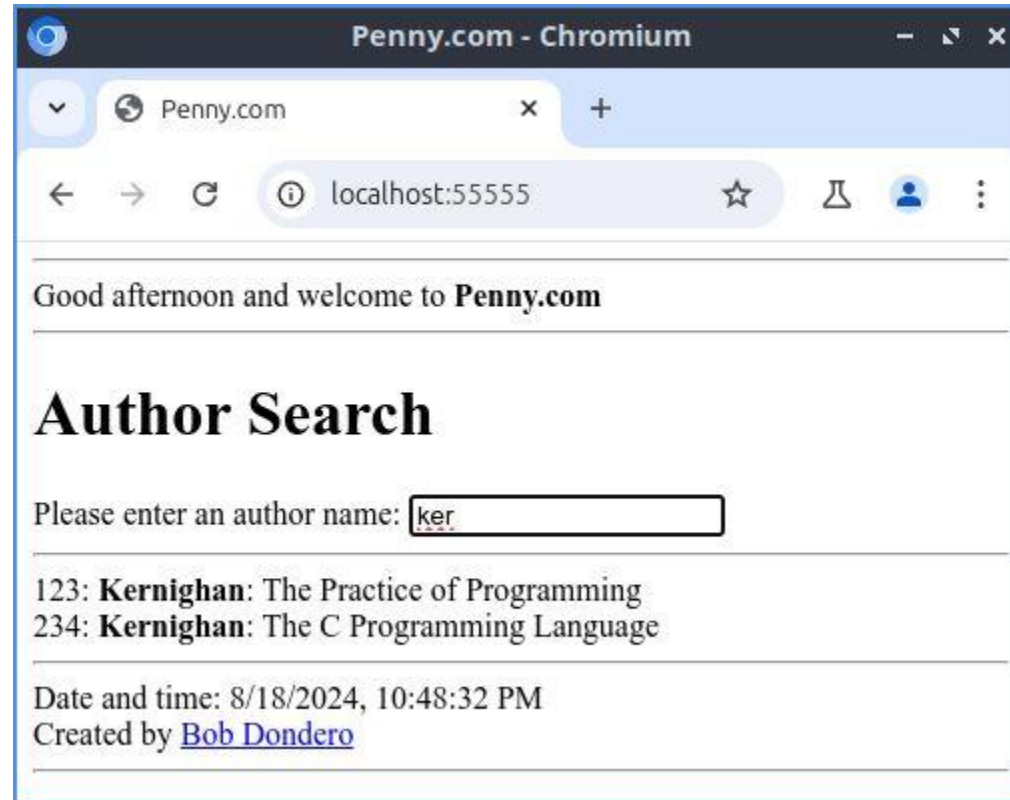 Penny.com - Chromium
Penny.com
localhost:55555
Good afternoon and welcome to Penny.com
Author Search
Please enter an author name: ker
123: Kernighan: The Practice of Programming
234: Kernighan: The C Programming Language
Date and time: 8/18/2024, 10:48:32 PM
Created by Bob Dondero